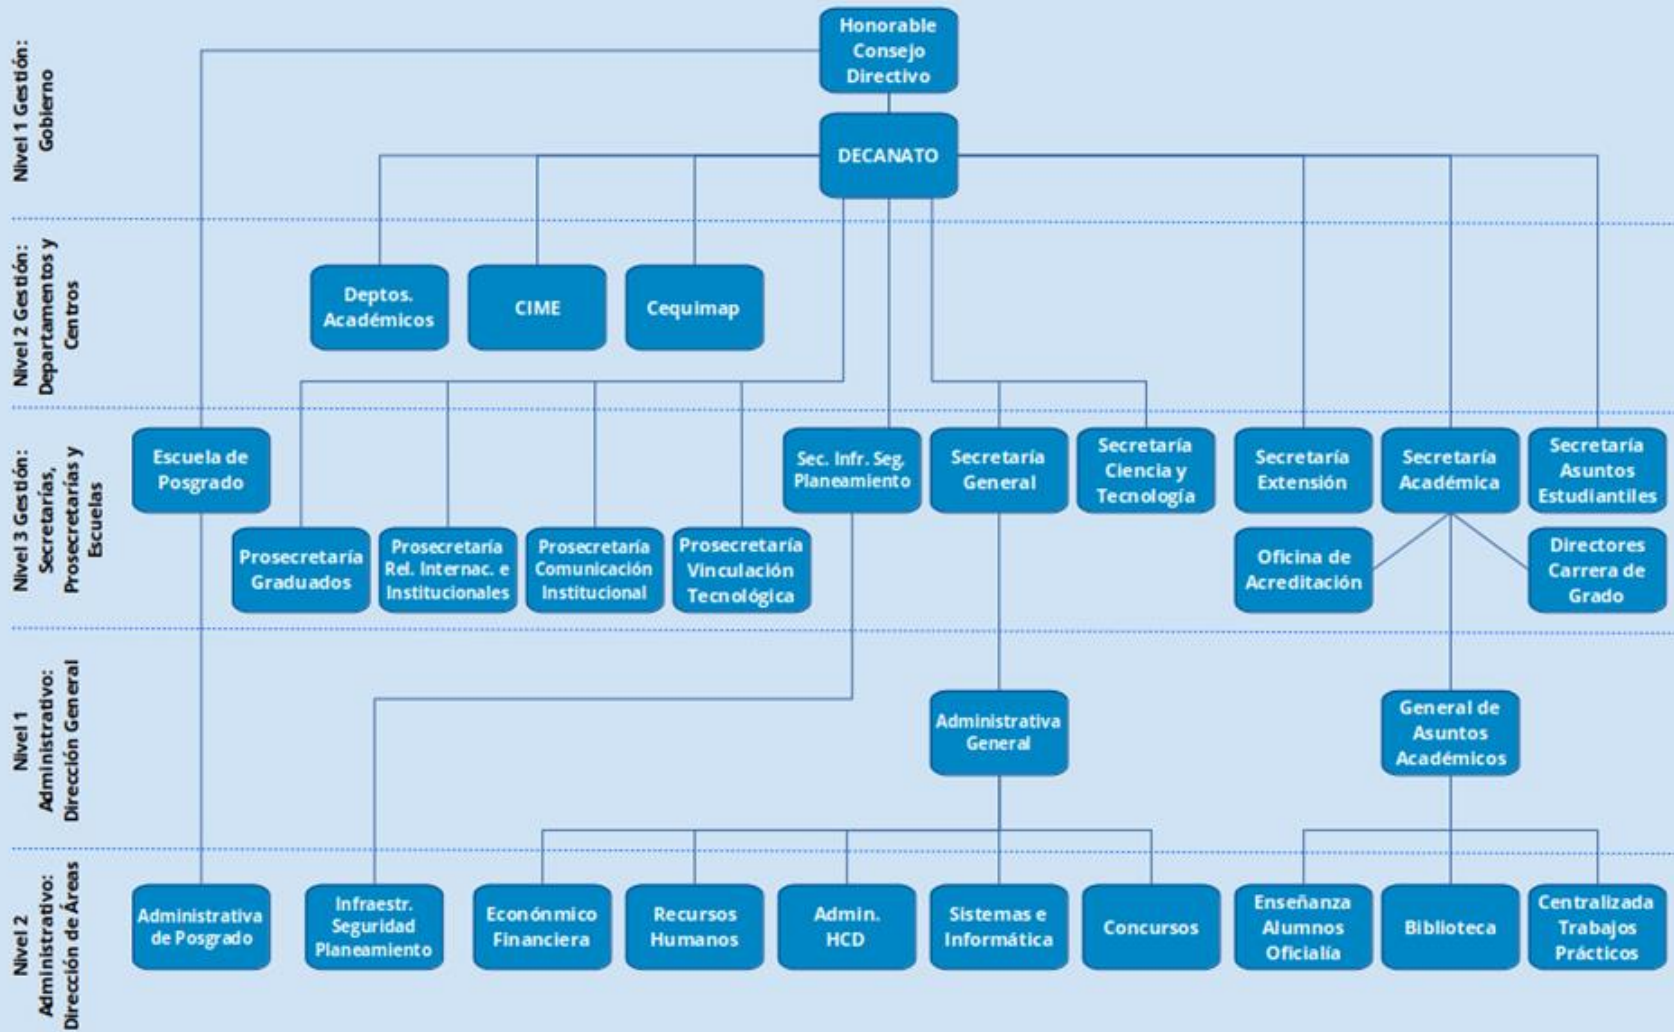 Nivel 1 Gestión:
Gobierno
Honorable
Consejo
Directivo
DECANATO
Nivel 2 Gestión:
Departamentos y
Centros
Deptos.
Académicos
CIME
Cequimap
Nivel 3 Gestión:
Secretarías,
Prosecretarías y
Escuelas
Escuela de
Posgrado
Sec. Infr. Seg.
Planeamiento
Secretaría
General
Secretaría
Ciencia y
Tecnología
Secretaría
Extensión
Secretaría
Académica
Secretaría
Asuntos
Estudiantiles
Prosecretaría
Graduados
Prosecretaría
Rel. Internac. e
Institucionales
Prosecretaría
Comunicación
Institucional
Prosecretaría
Vinculación
Tecnológica
Oficina de
Acreditación
Directores
Carrera de
Grado
Nivel 1
Administrativo:
Dirección General
Administrativa
General
General de
Asuntos
Académicos
Nivel 2
Administrativo:
Dirección de Áreas
Administrativa
de Posgrado
Infraestr.
Seguridad
Planeamiento
Econónmico
Financiera
Recursos
Humanos
Admin.
HCD
Sistemas e
Informática
Concursos
Enseñanza
Alumnos
Oficialía
Biblioteca
Centralizada
Trabajos
Prácticos